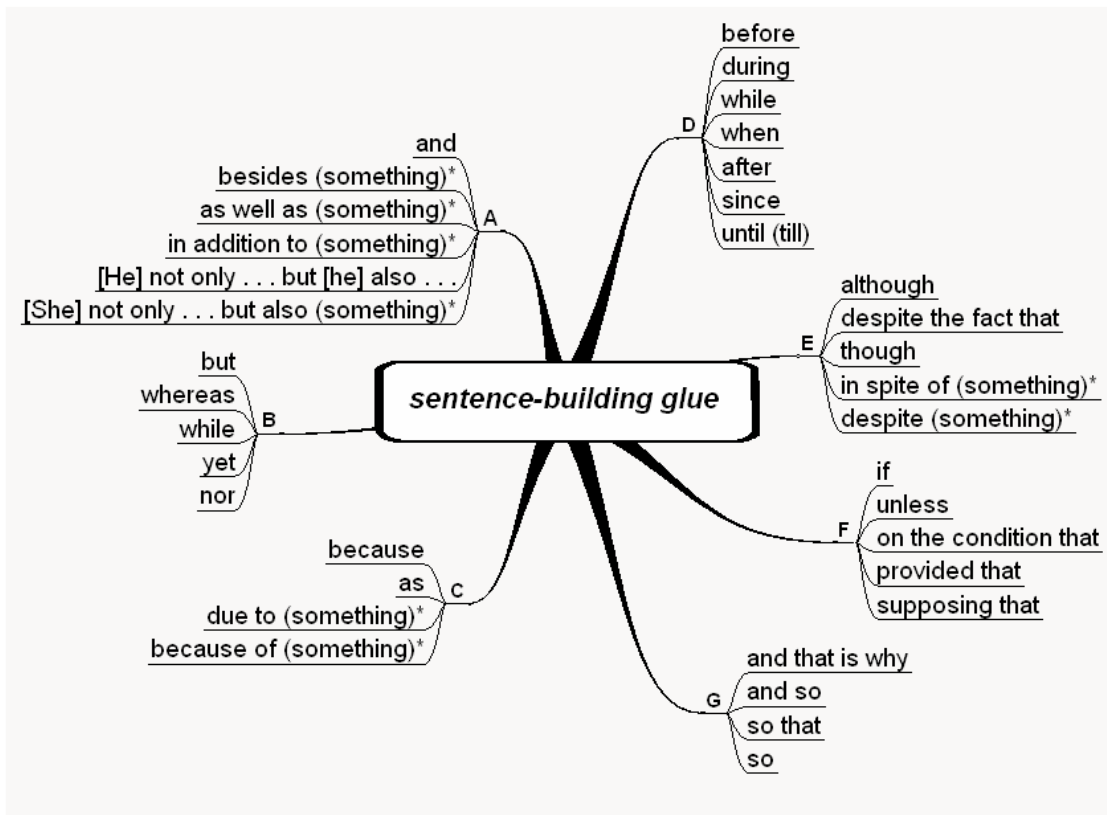 A
and
besides (something)*
as well as (something)*
in addition to (something)*
[He] not only . . . but [he] also . . .
[She] not only . . . but also (something)*
B
but
whereas
while
yet
nor
C
because
as
due to (something)*
because of (something)*
sentence-building glue
D
before
during
while
when
after
since
until (till)
E
although
despite the fact that
though
in spite of (something)*
despite (something)*
F
if
unless
on the condition that
provided that
supposing that
G
and that is why
and so
so that
so